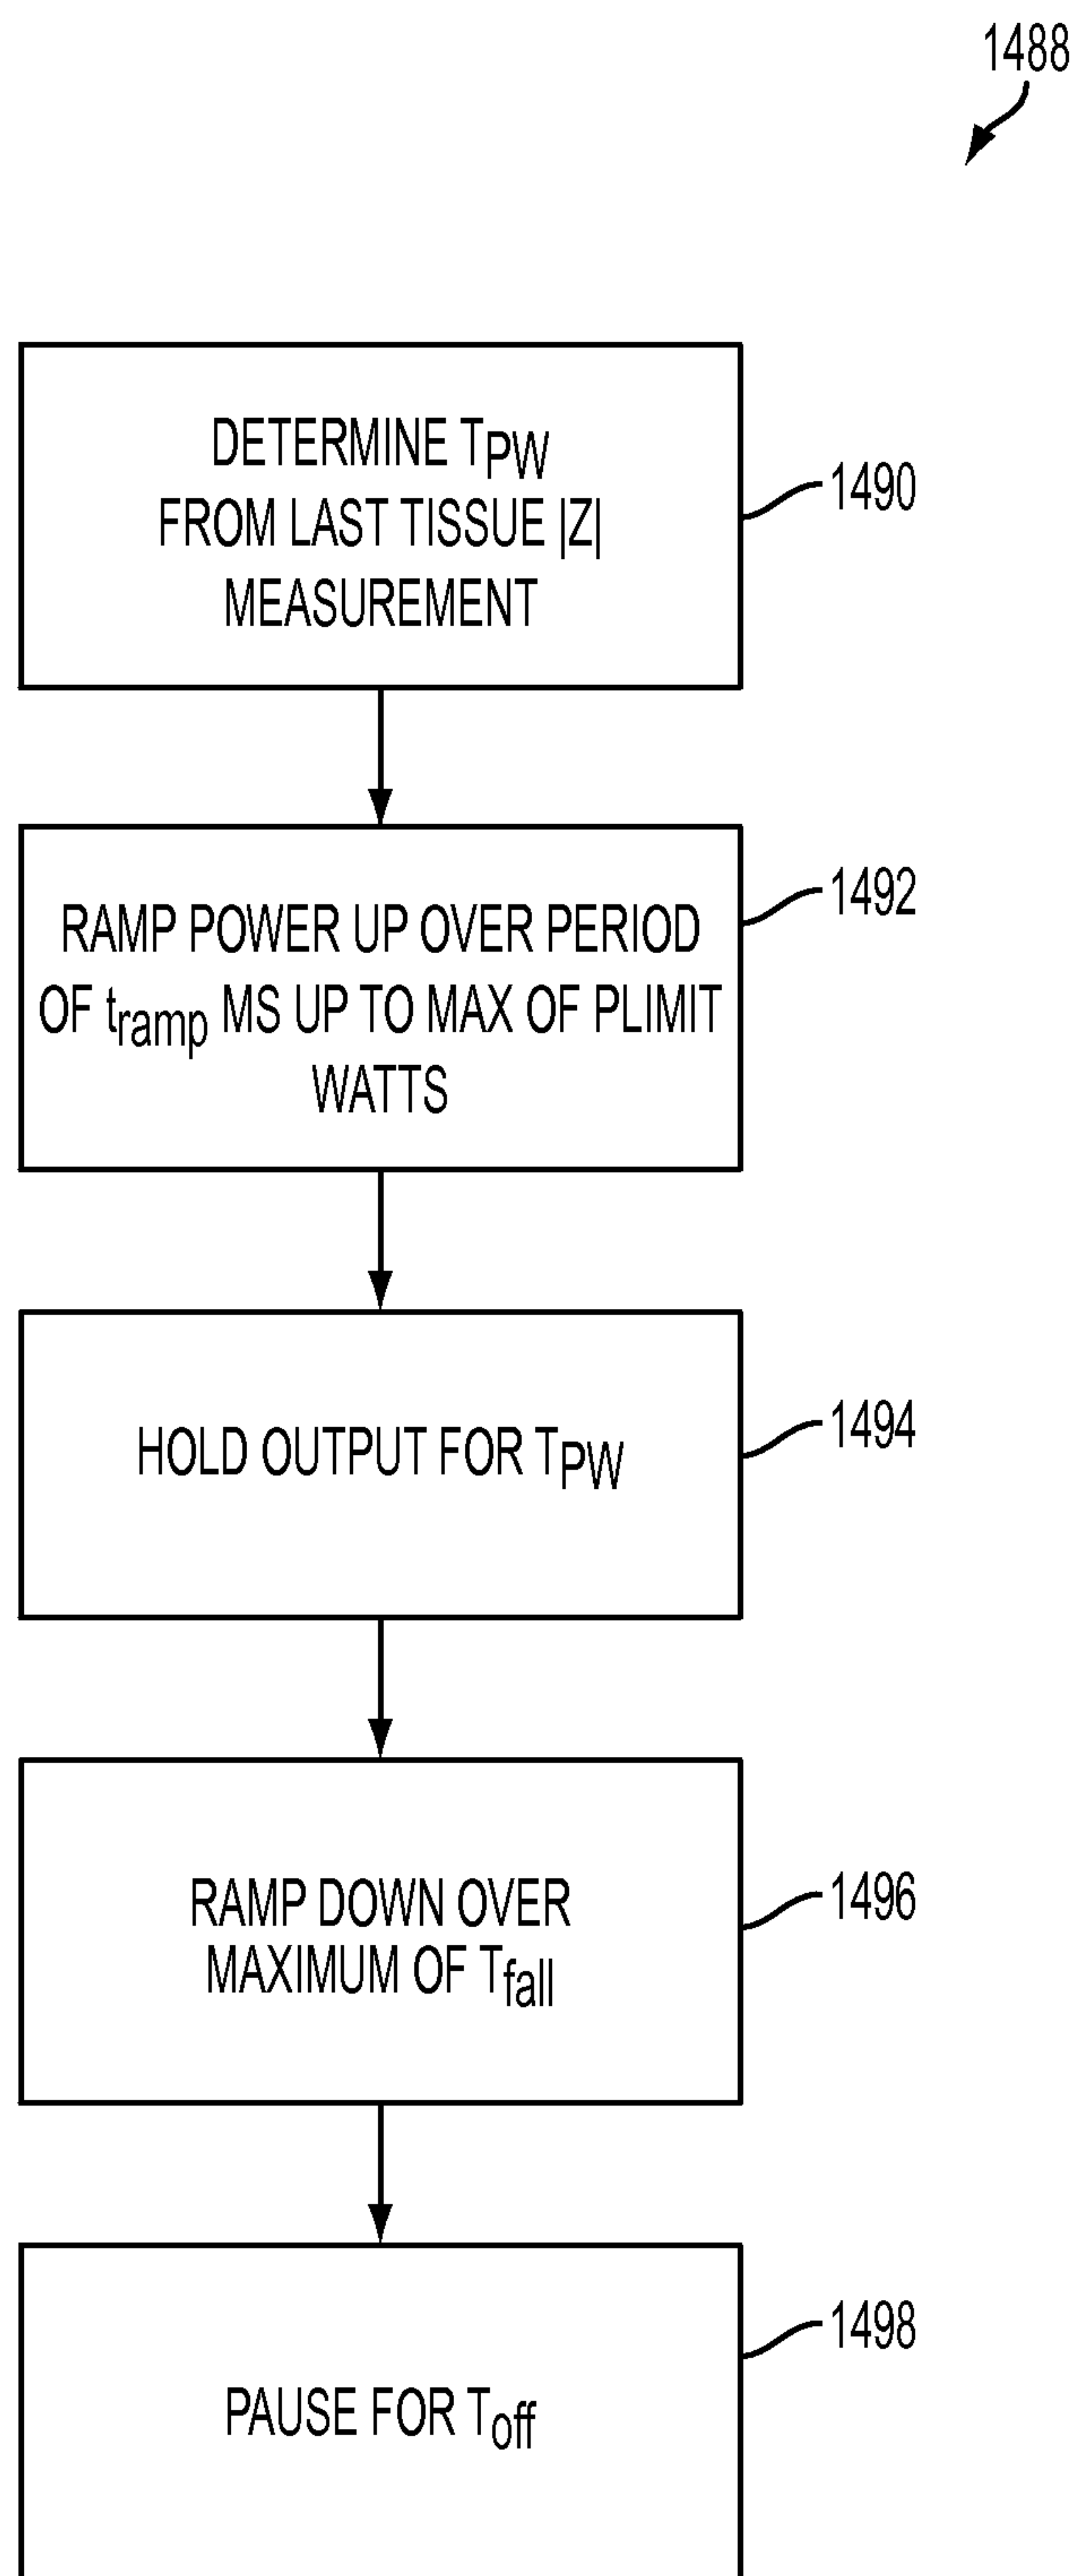 1488
DETERMINE TPW
FROM LAST TISSUE |Z|
MEASUREMENT
1490
RAMP POWER UP OVER PERIOD
OF tramp MS UP TO MAX OF PLIMIT
WATTS
1492
HOLD OUTPUT FOR TPW
1494
RAMP DOWN OVER
MAXIMUM OF Tfall
1496
PAUSE FOR Toff
1498